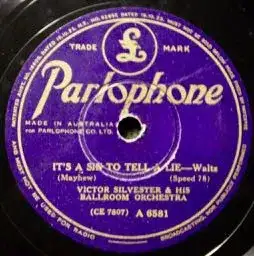 TRADE MARK
£
Parlophone
MADE IN AUSTRALIA
FOR PARLOPHONE CO. LTD.
IT'S A SIN TO TELL A LIE—Waltz
(Mayhew) (Speed 78)
VICTOR SILVESTER & HIS
BALLROOM ORCHESTRA
(CE 7807) A 6581